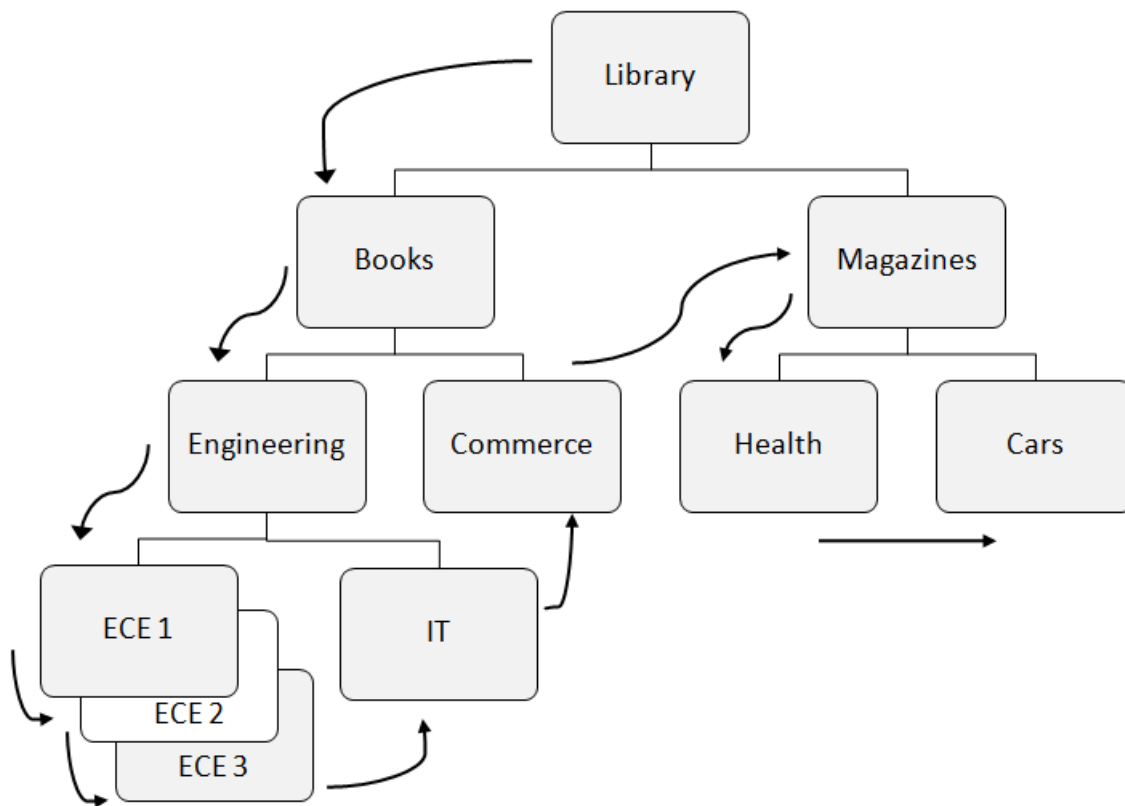 Library
Books
Magazines
Engineering
Commerce
Health
Cars
ECE 1
IT
ECE 2
ECE 3